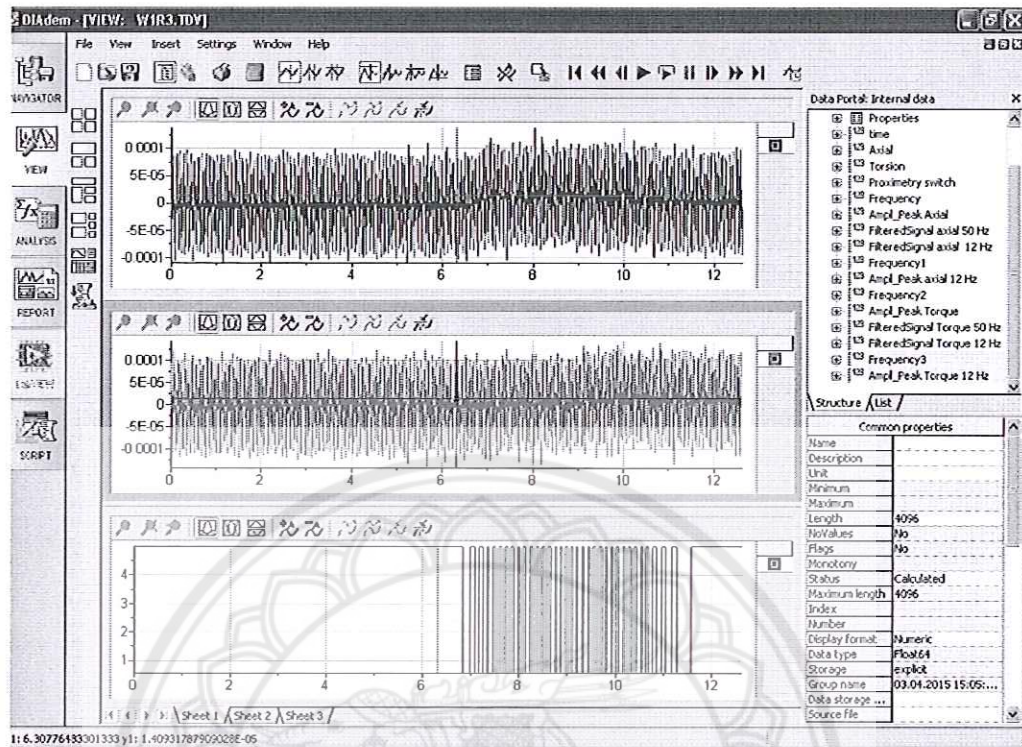 DIAdem - [VIEW: W1R3.TDV]
File View Insert Settings Window Help
NAVIGATOR
VIEW
ANALYSIS
REPORT
SCRIPT
0.0001
5E-05
0
-5E-05
-0.0001
0 2 4 6 8 10 12
0.0001
5E-05
0
-5E-05
-0.0001
0 2 4 6 8 10 12
4
3
2
1
0 2 4 6 8 10 12
Sheet 1 Sheet 2 Sheet 3
1: 6.30776483301333 y1: 1.40931787909028E-05
Data Portal: Internal data
Properties
time
Axial
Torsion
Proximetry switch
Frequency
Ampl_Peak Axial
FilteredSignal axial 50 Hz
FilteredSignal axial 12 Hz
Frequency1
Ampl_Peak axial 12 Hz
Frequency2
Ampl_Peak Torque
FilteredSignal Torque 50 Hz
FilteredSignal Torque 12 Hz
Frequency3
Ampl_Peak Torque 12 Hz
Structure List
Common properties
Name
Description
Unit
Minimum
Maximum
Length 4096
NoValues No
Flags No
Monotony
Status Calculated
Maximum length 4096
Index
Number
Display format Numeric
Data type Float64
Storage explicit
Group name 03.04.2015 15:05:...
Data storage ...
Source file